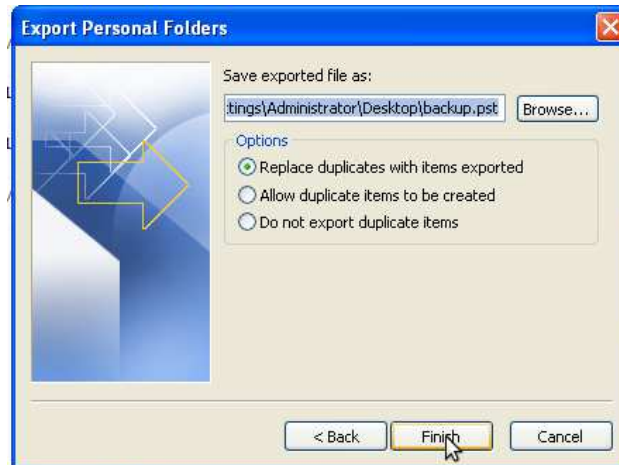 Export Personal Folders
Save exported file as:
tings\Administrator\Desktop\backup.pst
Browse...
Options
Replace duplicates with items exported
Allow duplicate items to be created
Do not export duplicate items
< Back
Finish
Cancel